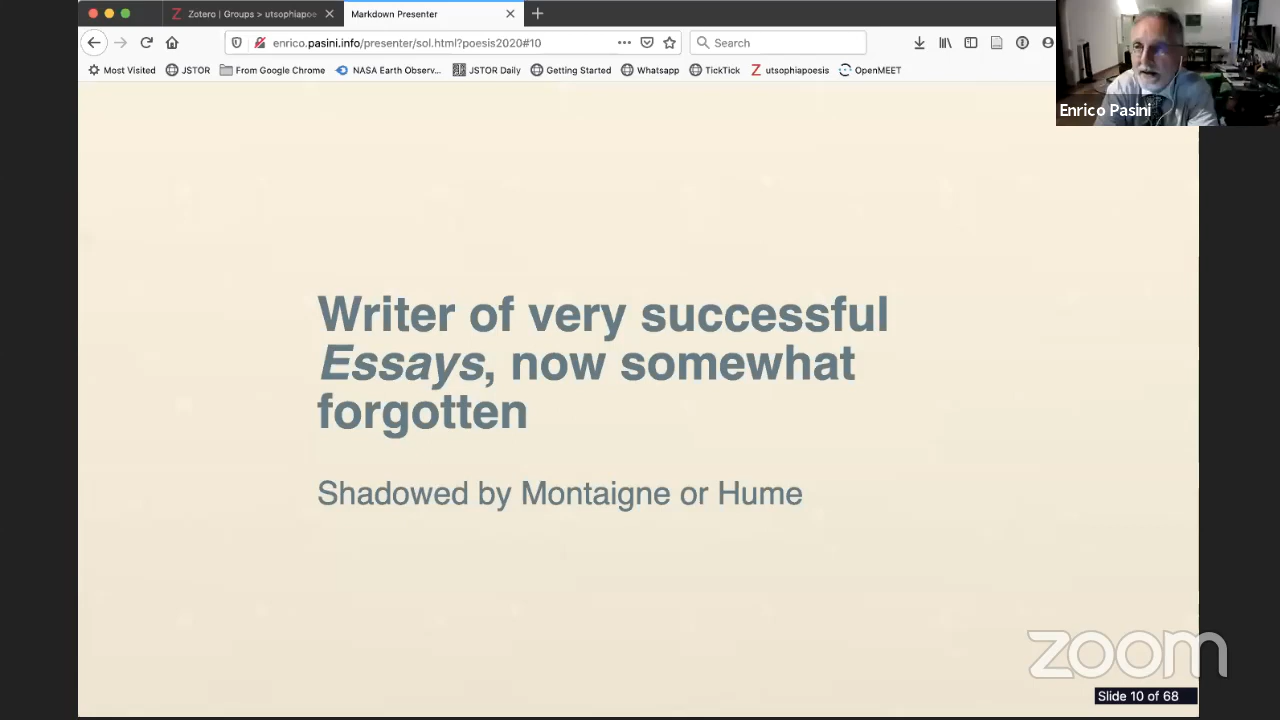 Zotero | Groups > utsophiapoe
Markdown Presenter
enrico.pasini.info/presenter/sol.html?poesis2020#10
Search
Most Visited
JSTOR
From Google Chrome
NASA Earth Observ...
JSTOR Daily
Getting Started
Whatsapp
TickTick
utsophiapoesis
OpenMEET
Enrico Pasini
Writer of very successful
Essays, now somewhat
forgotten
Shadowed by Montaigne or Hume
zoom
Slide 10 of 68